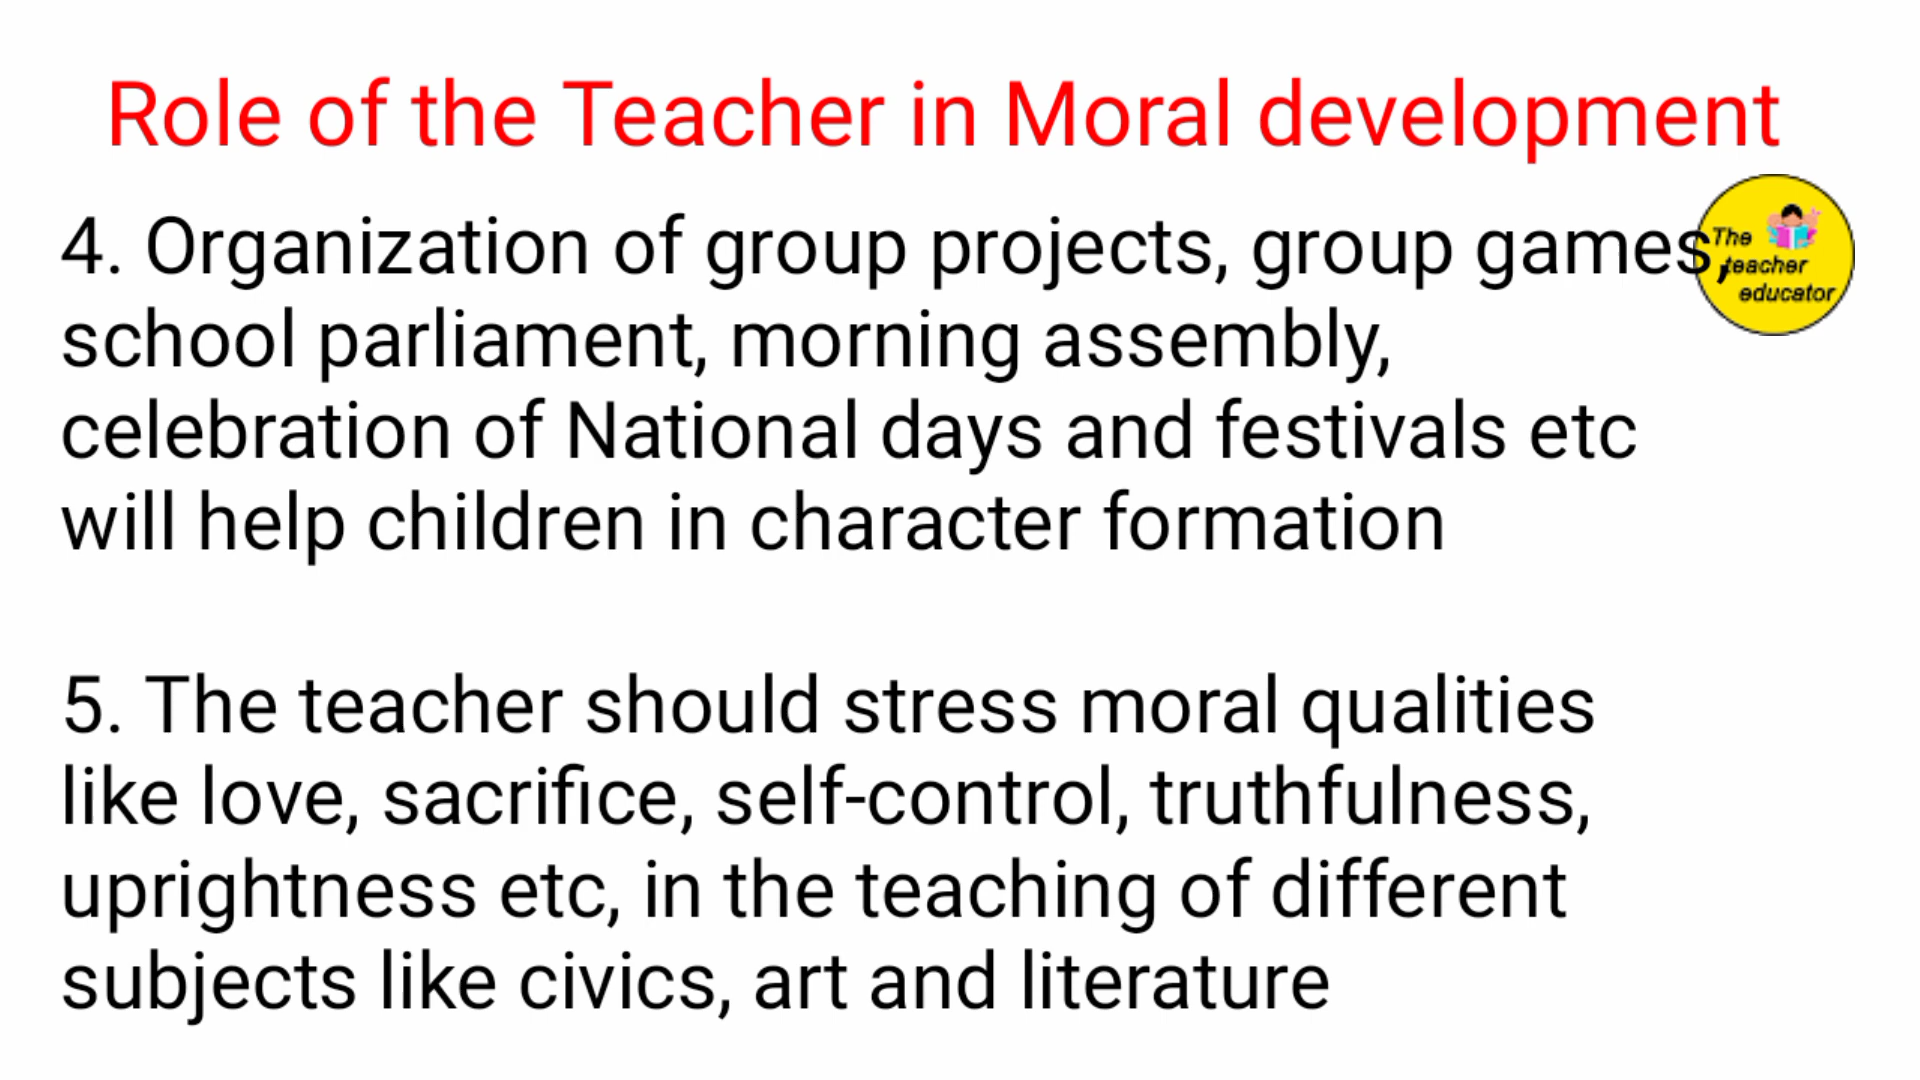 Role of the Teacher in Moral development
4. Organization of group projects, group games,
school parliament, morning assembly,
celebration of National days and festivals etc
will help children in character formation
5. The teacher should stress moral qualities
like love, sacrifice, self-control, truthfulness,
uprightness etc, in the teaching of different
subjects like civics, art and literature
The
teacher
educator